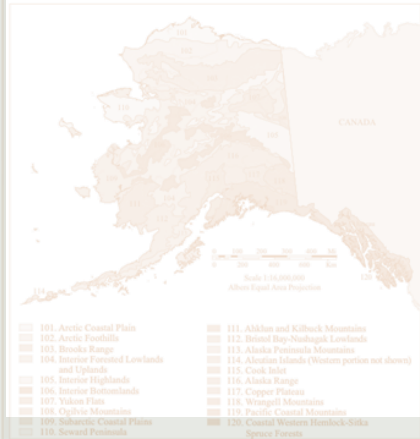 CANADA
Scale 1:16,000,000
Albers Equal Area Projection
101. Arctic Coastal Plain
102. Arctic Foothills
103. Brooks Range
104. Interior Forested Lowlands
and Uplands
105. Interior Highlands
106. Interior Bottomlands
107. Yukon Flats
108. Ogilvie Mountains
109. Subarctic Coastal Plains
110. Seward Peninsula
111. Ahklun and Kilbuck Mountains
112. Bristol Bay-Nushagak Lowlands
113. Alaska Peninsula Mountains
114. Aleutian Islands (Western portion not shown)
115. Cook Inlet
116. Alaska Range
117. Copper Plateau
118. Wrangell Mountains
119. Pacific Coastal Mountains
120. Coastal Western Hemlock-Sitka
Spruce Forests